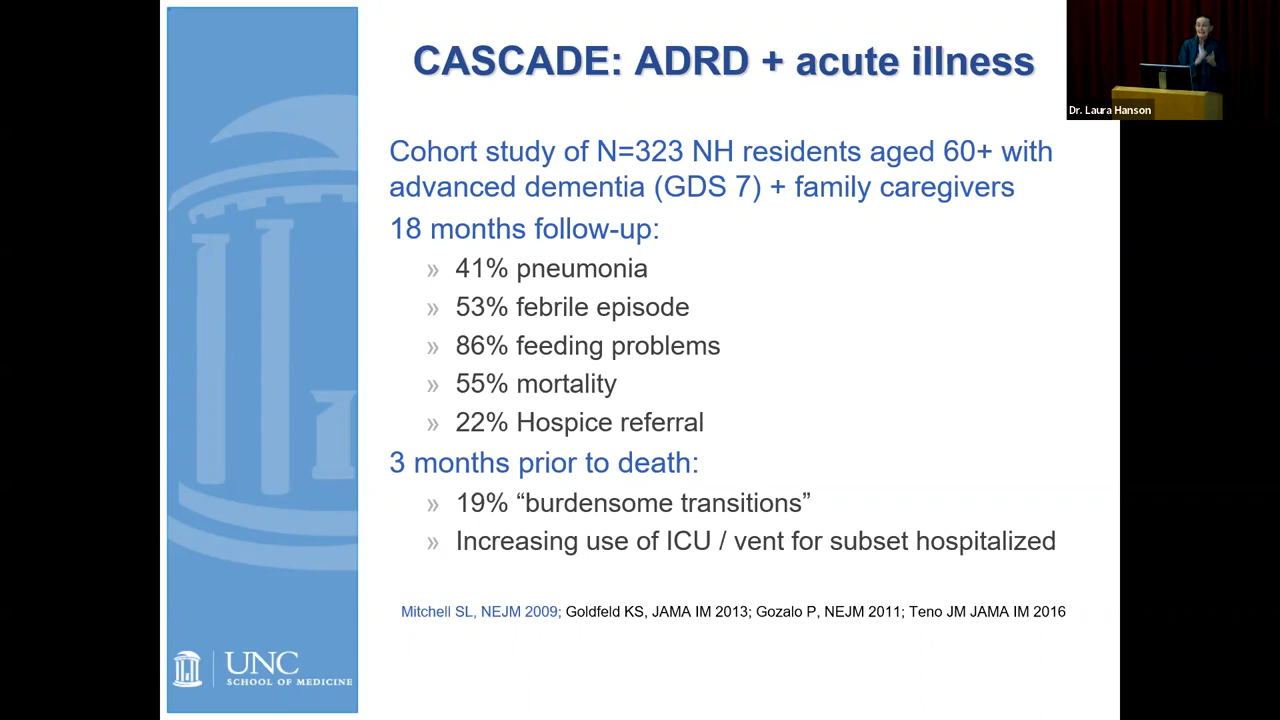 CASCADE: ADRD + acute illness
Dr. Laura Hanson
Cohort study of N=323 NH residents aged 60+ with
advanced dementia (GDS 7) + family caregivers
18 months follow-up:
» 41% pneumonia
» 53% febrile episode
» 86% feeding problems
» 55% mortality
» 22% Hospice referral
3 months prior to death:
» 19% “burdensome transitions”
» Increasing use of ICU / vent for subset hospitalized
Mitchell SL, NEJM 2009; Goldfeld KS, JAMA IM 2013; Gozalo P, NEJM 2011; Teno JM JAMA IM 2016
UNC
SCHOOL OF MEDICINE